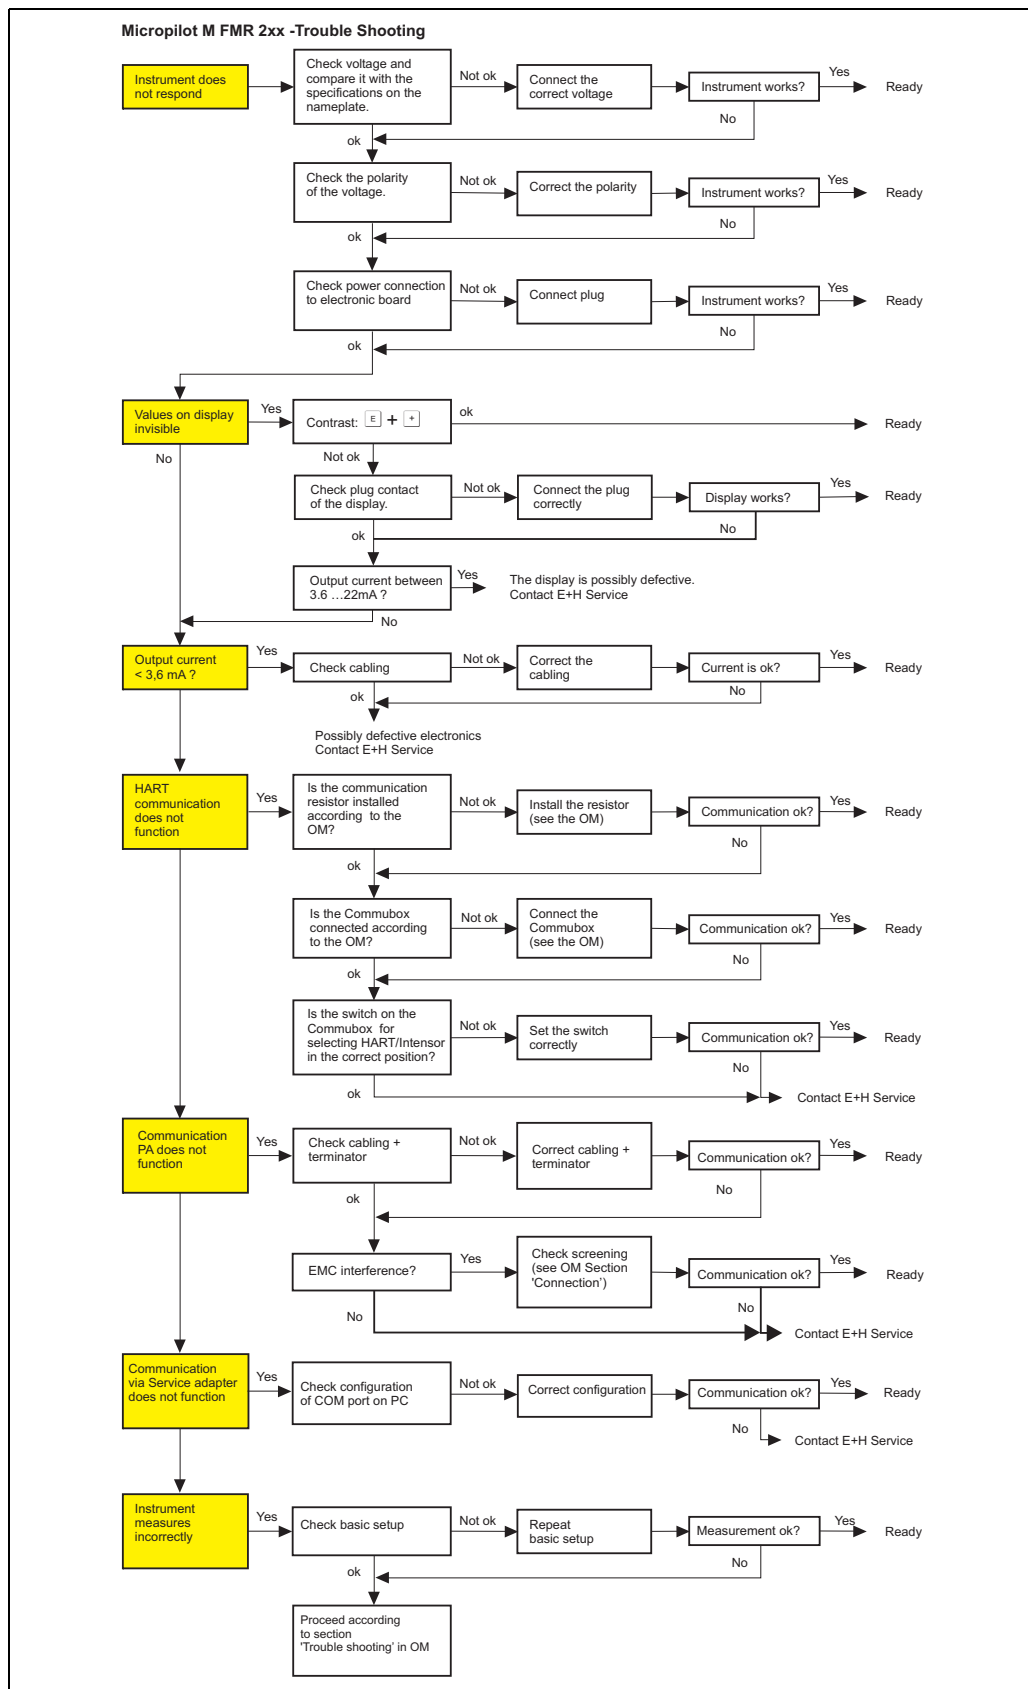 Micropilot M FMR 2xx -Trouble Shooting
Instrument does
not respond
Check voltage and
compare it with the
specifications on the
nameplate.
Not ok
Connect the
correct voltage
Instrument works?
Yes
Ready
No
ok
Check the polarity
of the voltage.
Not ok
Correct the polarity
Instrument works?
Yes
Ready
No
ok
Check power connection
to electronic board
Not ok
Connect plug
Instrument works?
Yes
Ready
No
ok
Values on display
invisible
Yes
Contrast: E + +
ok
Ready
No
Not ok
Check plug contact
of the display.
Not ok
Connect the plug
correctly
Display works?
Yes
Ready
No
ok
Output current between
3.6 ...22mA ?
Yes
The display is possibly defective.
Contact E+H Service
No
Output current
< 3,6 mA ?
Yes
Check cabling
Not ok
Correct the
cabling
Current is ok?
Yes
Ready
No
ok
Possibly defective electronics
Contact E+H Service
HART
communication
does not
function
Yes
Is the communication
resistor installed
according to the
OM?
Not ok
Install the resistor
(see the OM)
Communication ok?
Yes
Ready
No
ok
Is the Commubox
connected according
to the OM?
Not ok
Connect the
Commubox
(see the OM)
Communication ok?
Yes
Ready
No
ok
Is the switch on the
Commubox for
selecting HART/Intensor
in the correct position?
Not ok
Set the switch
correctly
Communication ok?
Yes
Ready
No
ok
Contact E+H Service
Communication
PA does not
function
Yes
Check cabling +
terminator
Not ok
Correct cabling +
terminator
Communication ok?
Yes
Ready
No
ok
EMC interference?
Yes
Check screening
(see OM Section
'Connection')
Communication ok?
Yes
Ready
No
No
Contact E+H Service
Communication
via Service adapter
does not function
Yes
Check configuration
of COM port on PC
Not ok
Correct configuration
Communication ok?
Yes
Ready
No
Contact E+H Service
Instrument
measures
incorrectly
Yes
Check basic setup
Not ok
Repeat
basic setup
Measurement ok?
Yes
Ready
No
ok
Proceed according
to section
'Trouble shooting' in OM